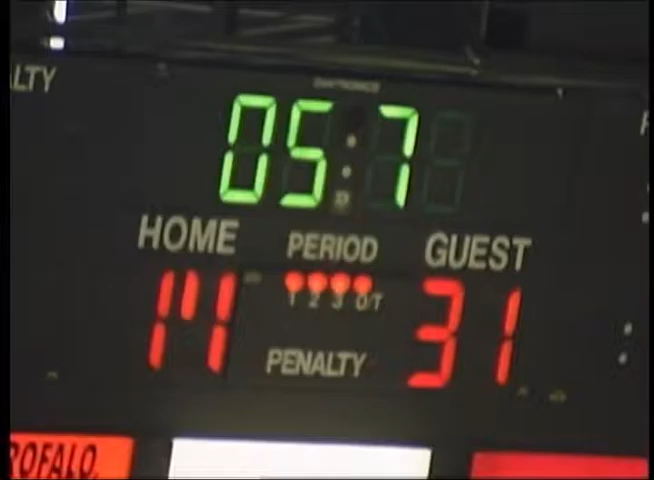 LTY
05:7
HOME PERIOD GUEST
14 31
1 2 3 O/T
PENALTY
ROFALO,